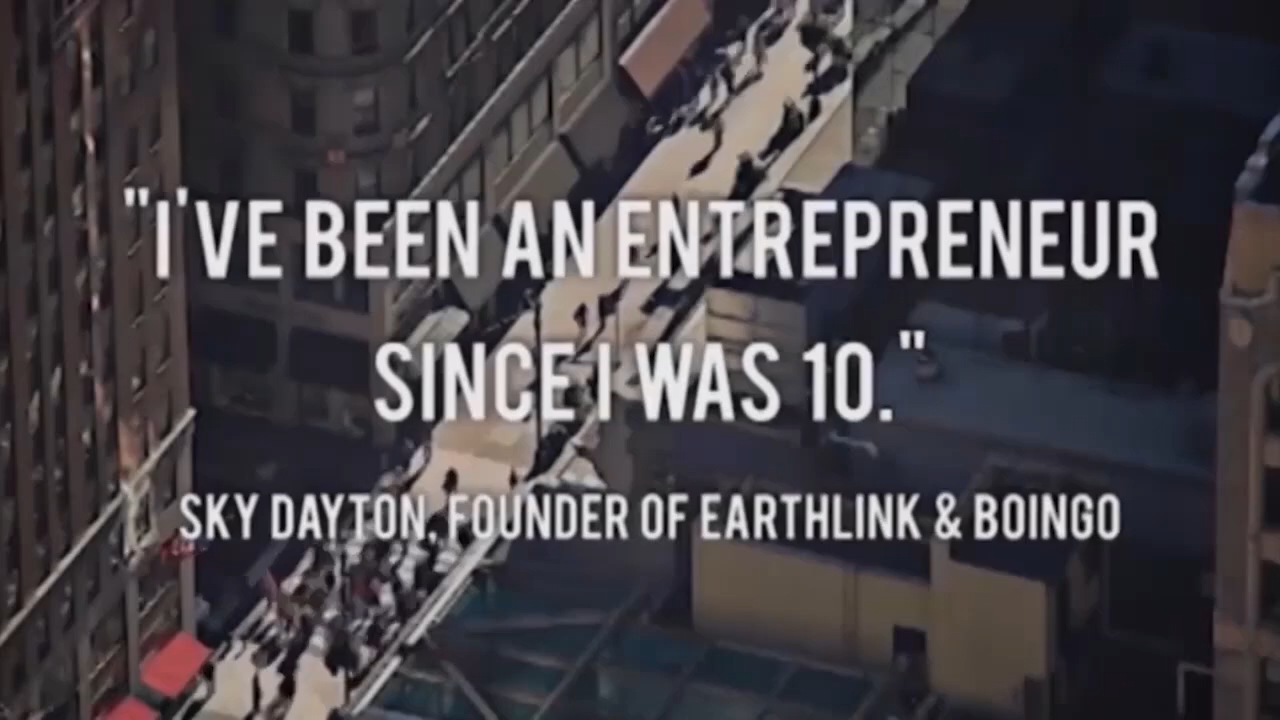 "I'VE BEEN AN ENTREPRENEUR
SINCE I WAS 10."
SKY DAYTON, FOUNDER OF EARTHLINK & BOINGO